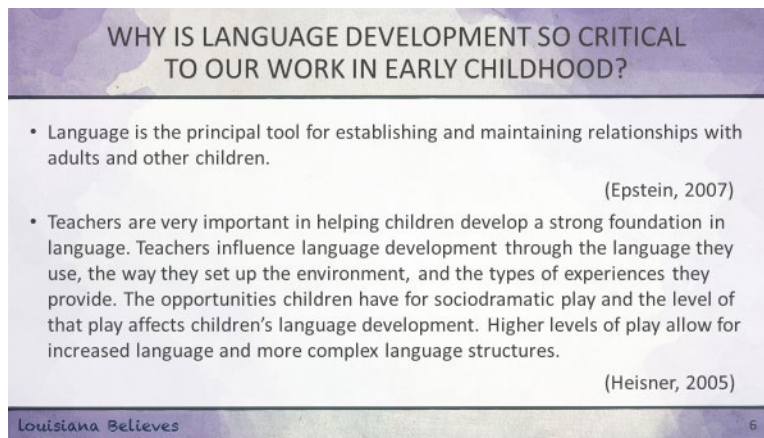 WHY IS LANGUAGE DEVELOPMENT SO CRITICAL
TO OUR WORK IN EARLY CHILDHOOD?
• Language is the principal tool for establishing and maintaining relationships with
adults and other children.
(Epstein, 2007)
• Teachers are very important in helping children develop a strong foundation in
language. Teachers influence language development through the language they
use, the way they set up the environment, and the types of experiences they
provide. The opportunities children have for sociodramatic play and the level of
that play affects children’s language development. Higher levels of play allow for
increased language and more complex language structures.
(Heisner, 2005)
Louisiana Believes
6